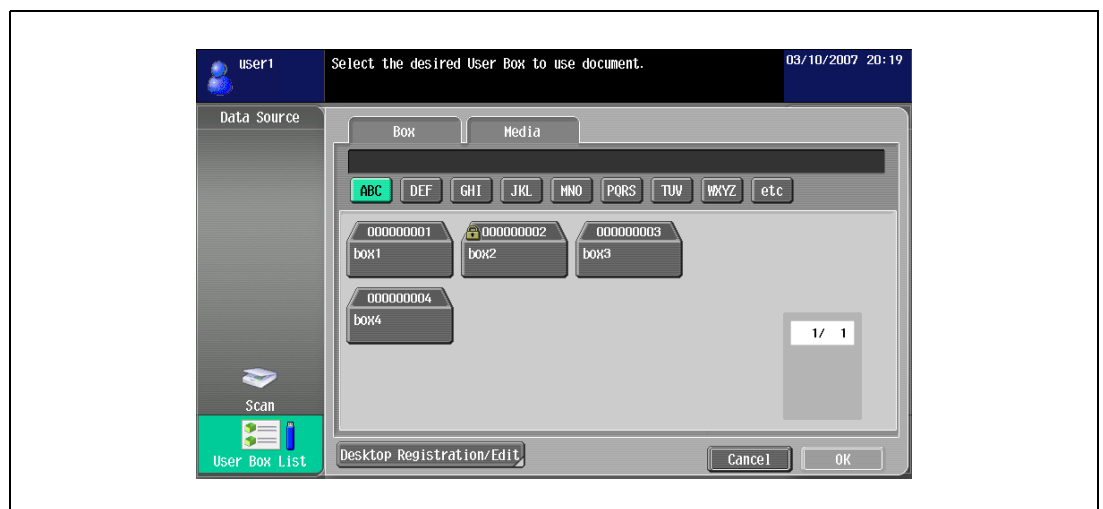 user1
Select the desired User Box to use document.
03/10/2007 20:19
Data Source
Box
Media
ABC
DEF
GHI
JKL
MNO
PQRS
TUV
WXYZ
etc
000000001
box1
000000002
box2
000000003
box3
000000004
box4
1/ 1
Scan
User Box List
Desktop Registration/Edit
Cancel
OK